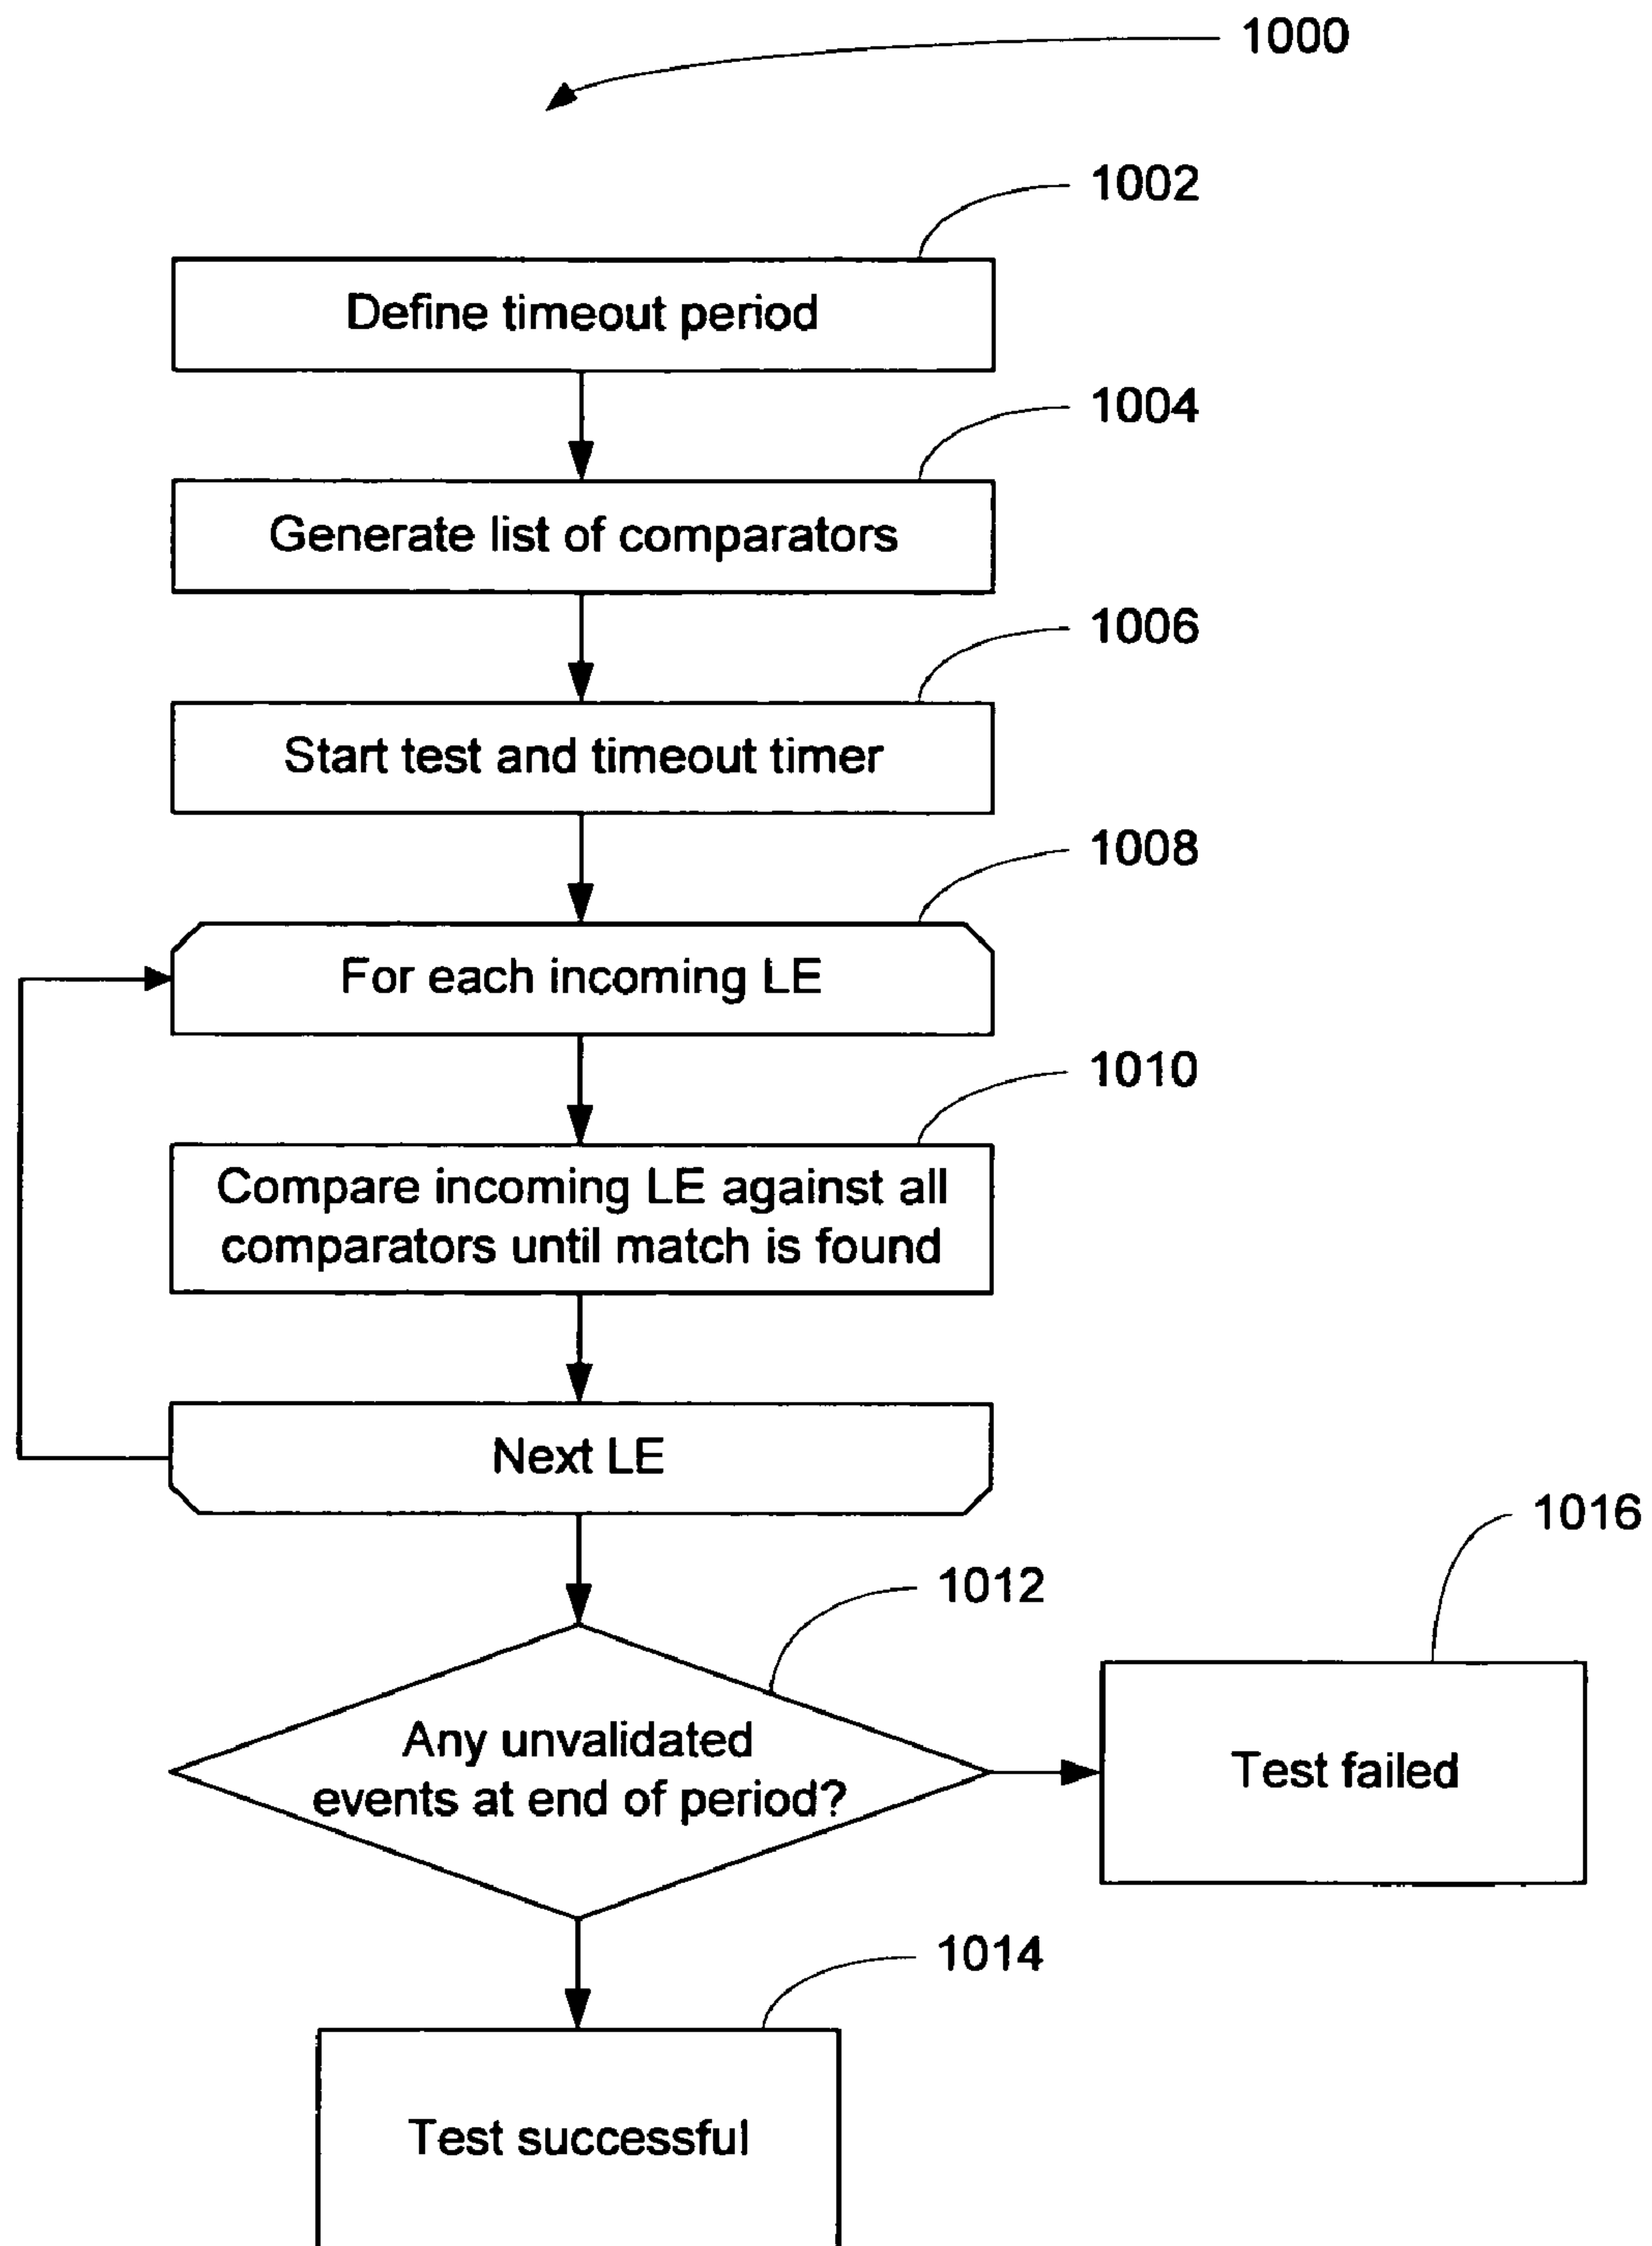 1000
1002
Define timeout period
1004
Generate list of comparators
1006
Start test and timeout timer
1008
For each incoming LE
1010
Compare incoming LE against all
comparators until match is found
Next LE
1016
1012
Any unvalidated
events at end of period?
Test failed
1014
Test successful